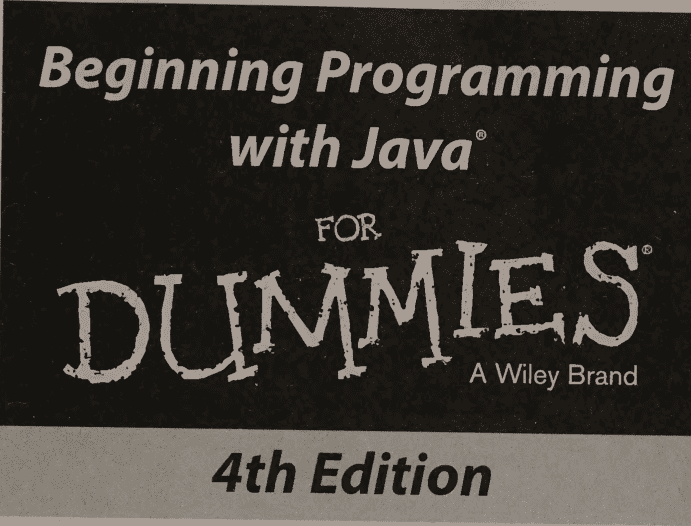 Beginning Programming
with Java®
FOR
DUMMIES®
A Wiley Brand
4th Edition